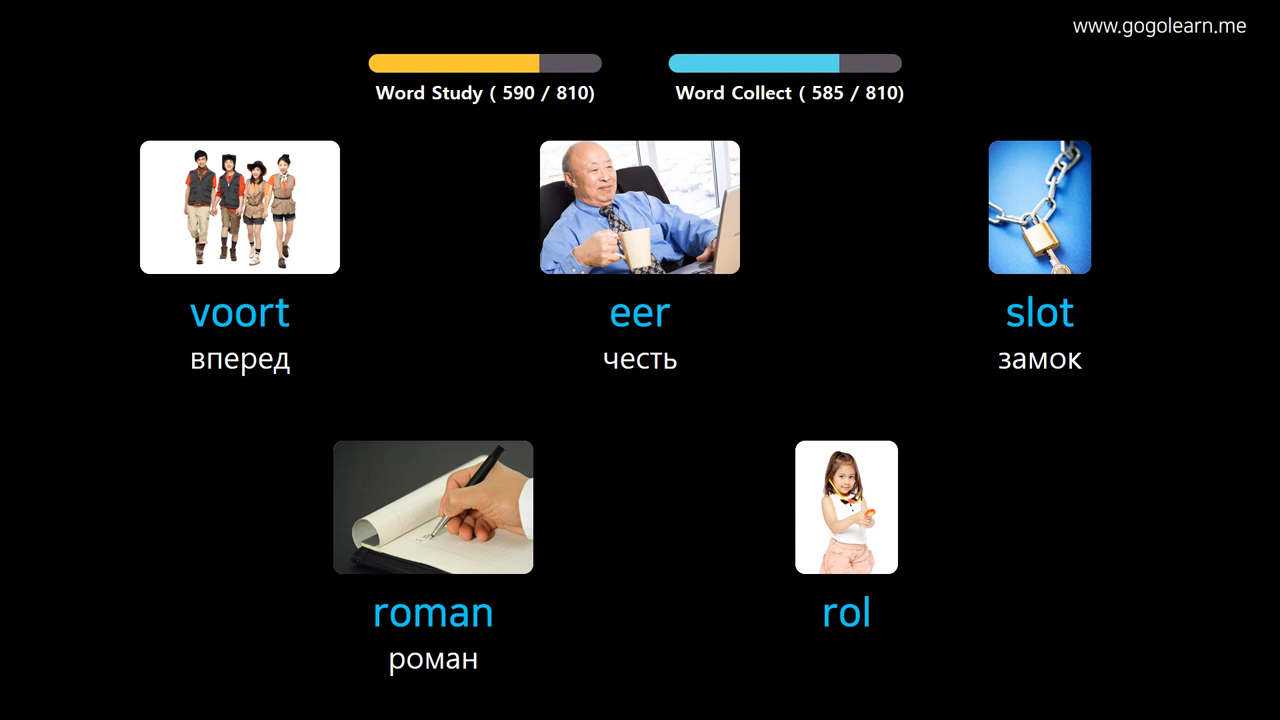 www.gogolearn.me
Word Study ( 590 / 810)
Word Collect ( 585 / 810)
voort
вперед
eer
честь
slot
замок
roman
роман
rol